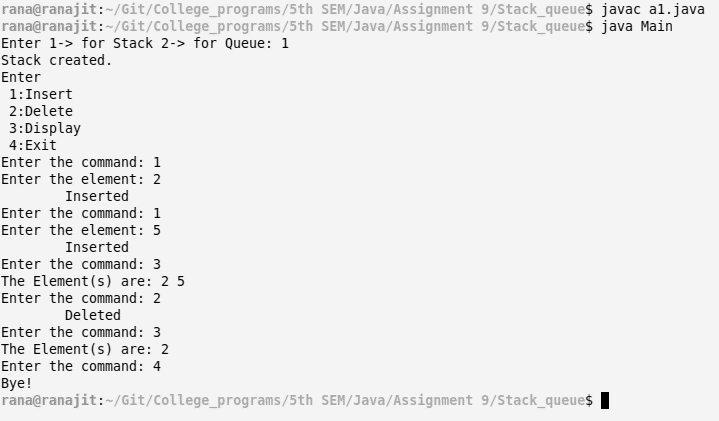 rana@ranajit:~/Git/College_programs/5th SEM/Java/Assignment 9/Stack_queue$ javac a1.java
rana@ranajit:~/Git/College_programs/5th SEM/Java/Assignment 9/Stack_queue$ java Main
Enter 1-> for Stack 2-> for Queue: 1
Stack created.
Enter
 1:Insert
 2:Delete
 3:Display
 4:Exit
Enter the command: 1
Enter the element: 2
        Inserted
Enter the command: 1
Enter the element: 5
        Inserted
Enter the command: 3
The Element(s) are: 2 5
Enter the command: 2
        Deleted
Enter the command: 3
The Element(s) are: 2
Enter the command: 4
Bye!
rana@ranajit:~/Git/College_programs/5th SEM/Java/Assignment 9/Stack_queue$